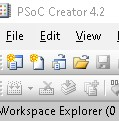 PSoC Creator 4.2
File Edit View
Workspace Explorer (0